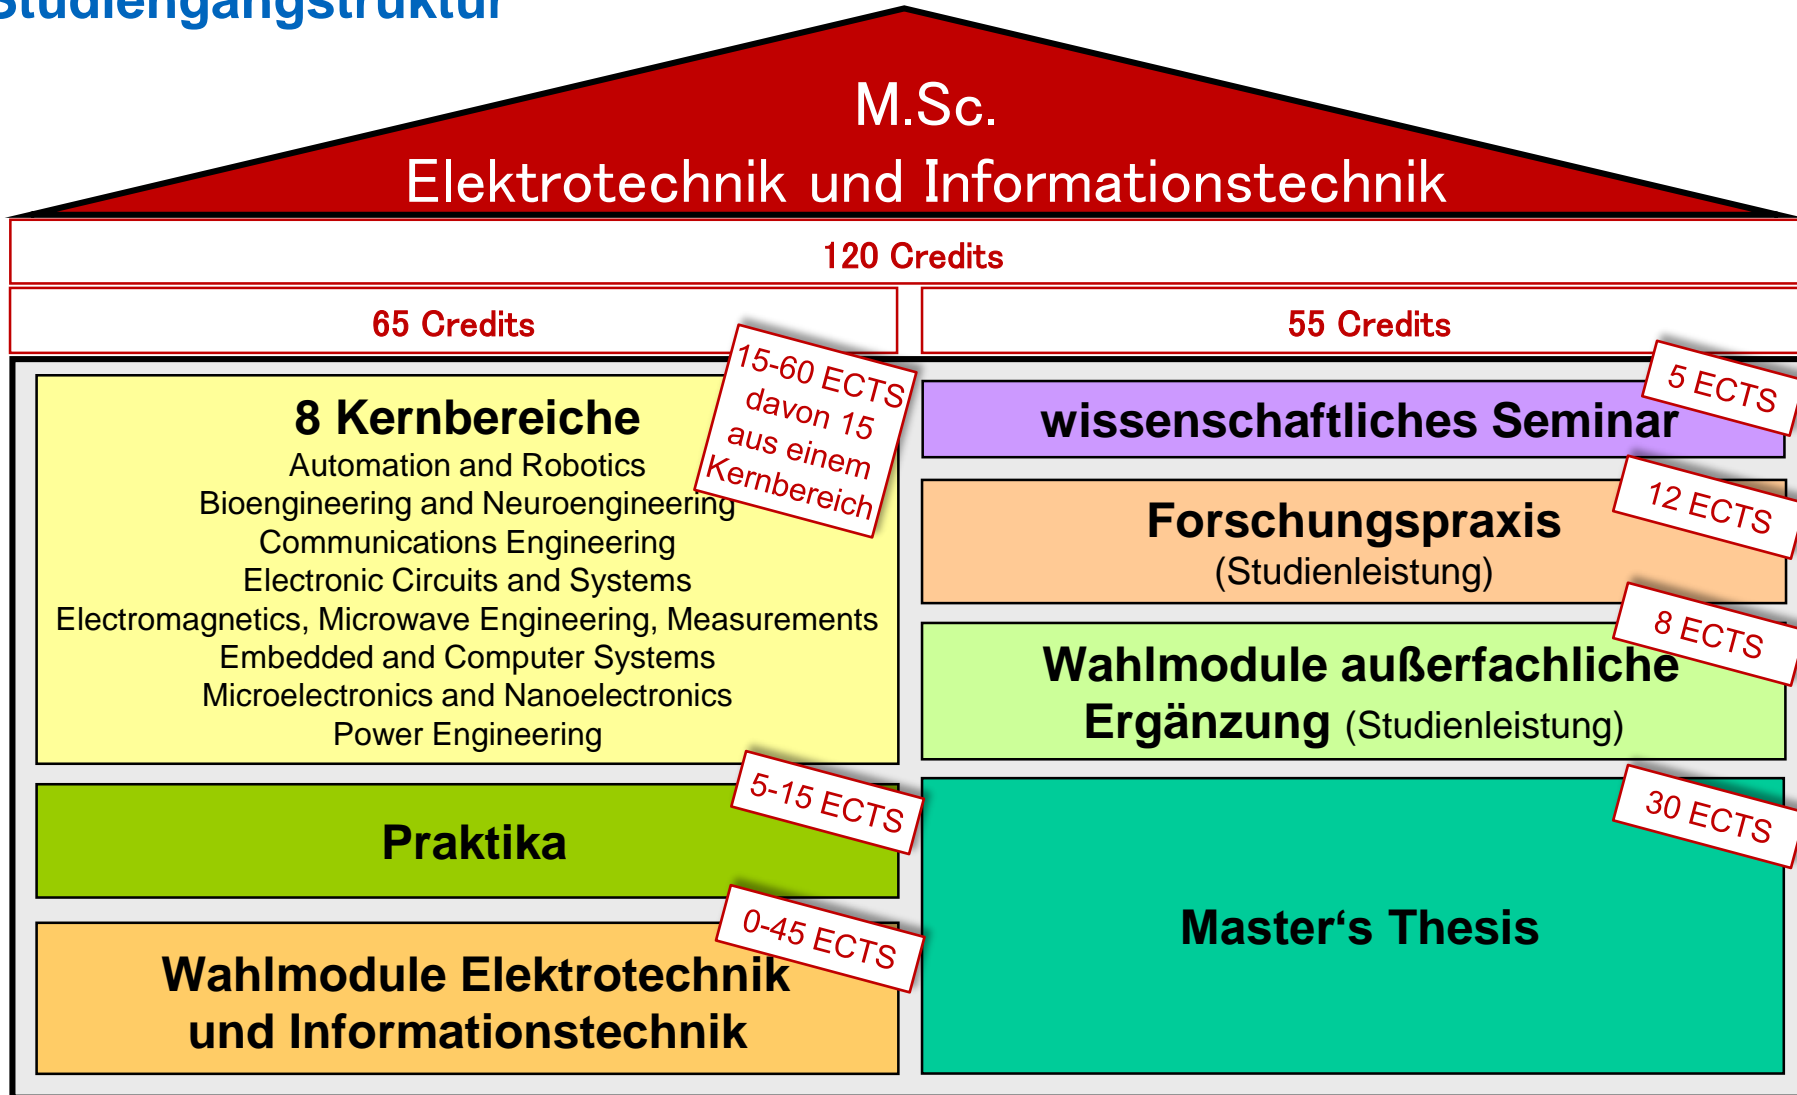 Studiengangstruktur
M.Sc.
Elektrotechnik und Informationstechnik
120 Credits
65 Credits
15-60 ECTS
davon 15
aus einem
Kernbereich
8 Kernbereiche
Automation and Robotics
Bioengineering and Neuroengineering
Communications Engineering
Electronic Circuits and Systems
Electromagnetics, Microwave Engineering, Measurements
Embedded and Computer Systems
Microelectronics and Nanoelectronics
Power Engineering
5-15 ECTS
Praktika
0-45 ECTS
Wahlmodule Elektrotechnik
und Informationstechnik
55 Credits
5 ECTS
wissenschaftliches Seminar
12 ECTS
Forschungspraxis
(Studienleistung)
8 ECTS
Wahlmodule außerfachliche
Ergänzung (Studienleistung)
30 ECTS
Master‘s Thesis